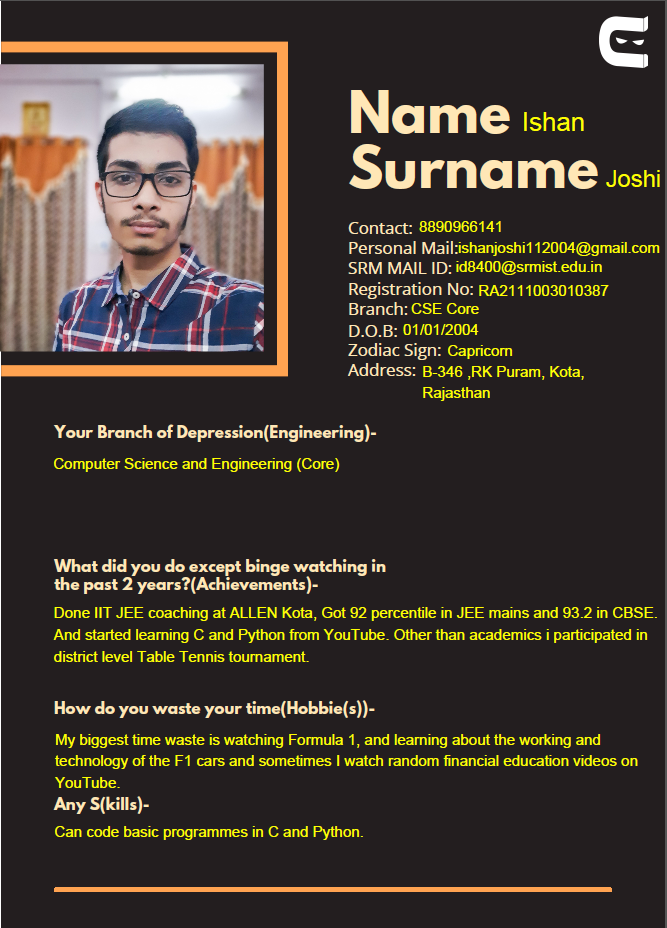 Name Ishan
Surname Joshi
Contact: 8890966141
Personal Mail:ishanjoshi112004@gmail.com
SRM MAIL ID: id8400@srmist.edu.in
Registration No: RA2111003010387
Branch: CSE Core
D.O.B: 01/01/2004
Zodiac Sign: Capricorn
Address: B-346 ,RK Puram, Kota,
Rajasthan
Your Branch of Depression(Engineering)-
Computer Science and Engineering (Core)
What did you do except binge watching in
the past 2 years?(Achievements)-
Done IIT JEE coaching at ALLEN Kota, Got 92 percentile in JEE mains and 93.2 in CBSE.
And started learning C and Python from YouTube. Other than academics i participated in
district level Table Tennis tournament.
How do you waste your time(Hobbie(s))-
My biggest time waste is watching Formula 1, and learning about the working and
technology of the F1 cars and sometimes I watch random financial education videos on
YouTube.
Any S(kills)-
Can code basic programmes in C and Python.